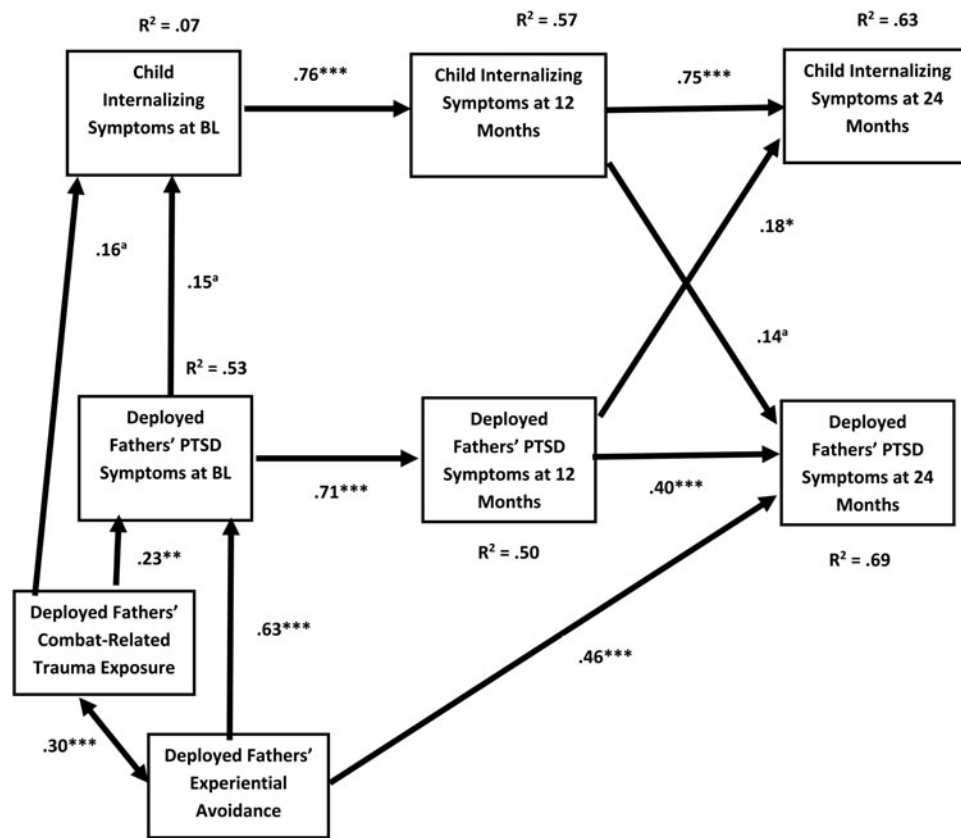 R² = .07
R² = .57
R² = .63
Child
Internalizing
Symptoms at BL
.76***
Child Internalizing
Symptoms at 12
Months
.75***
Child Internalizing
Symptoms at 24
Months
.16ᵃ
.15ᵃ
.18*
.14ᵃ
R² = .53
Deployed
Fathers’ PTSD
Symptoms at BL
.71***
Deployed
Fathers’ PTSD
Symptoms at 12
Months
.40***
Deployed
Fathers’ PTSD
Symptoms at 24
Months
R² = .50
R² = .69
.23**
.63***
.46***
Deployed Fathers’
Combat-Related
Trauma Exposure
.30***
Deployed Fathers’
Experiential
Avoidance